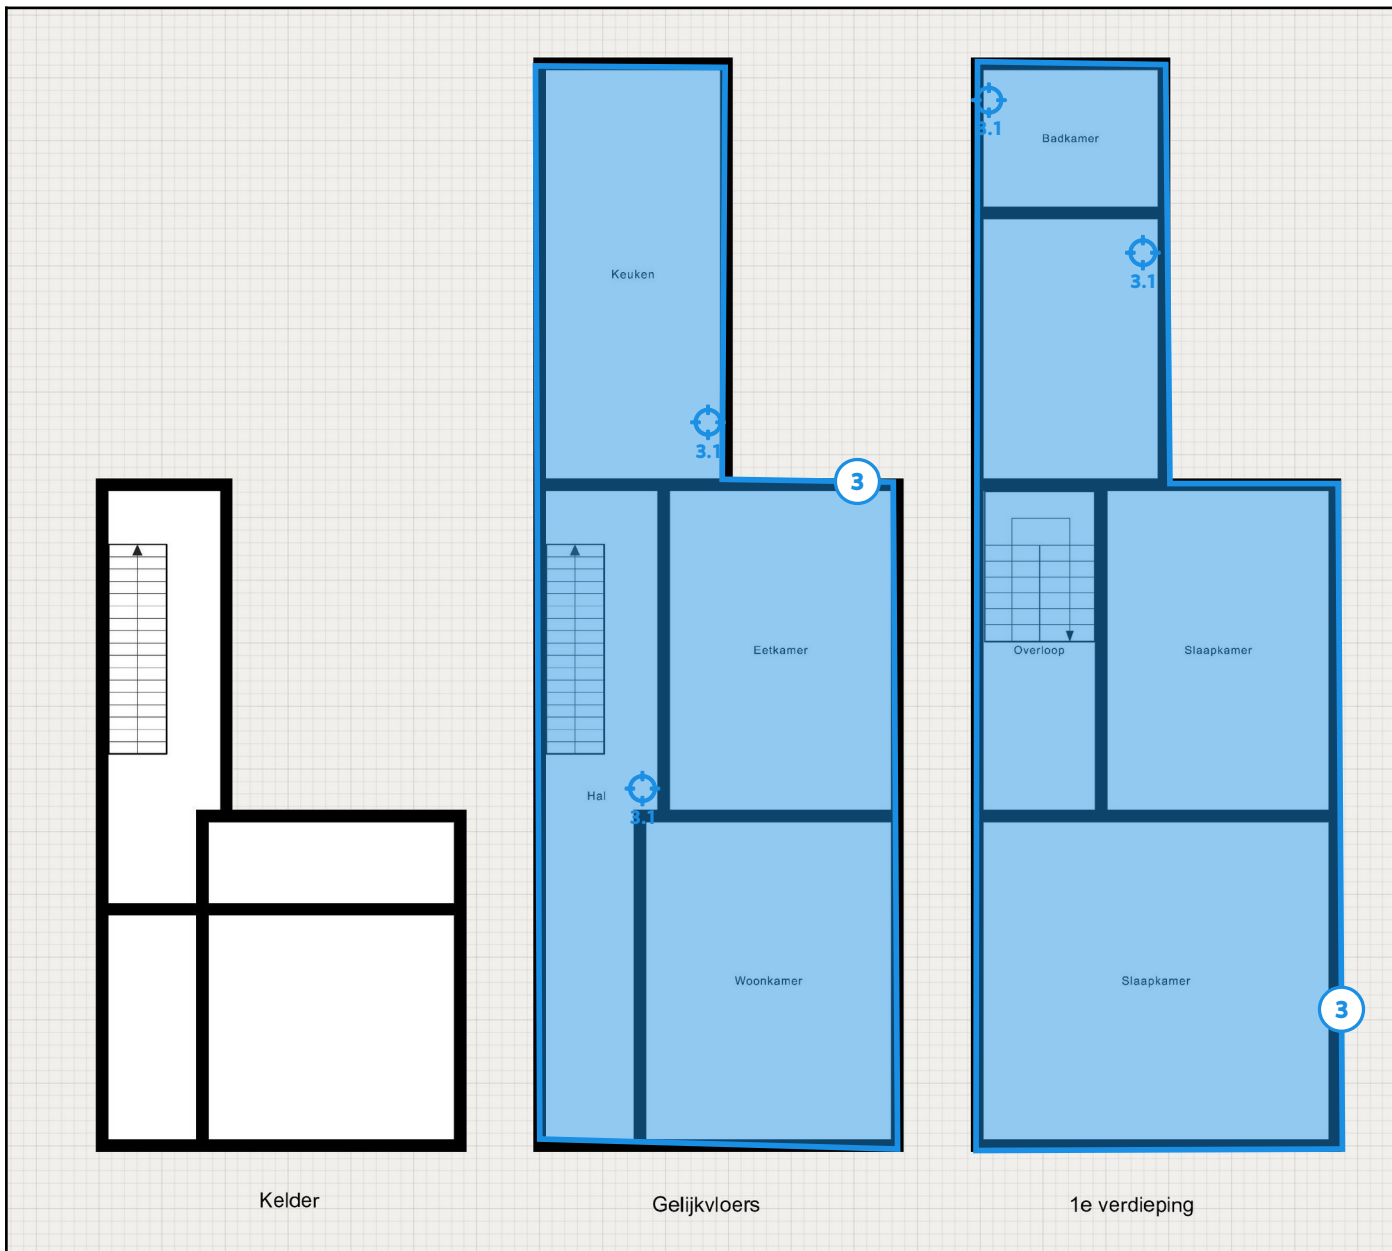 3.1
Badkamer
Keuken
3.1
3.1
3
Eetkamer
Overloop
Slaapkamer
Hal
3.1
Woonkamer
Slaapkamer
3
Kelder
Gelijkvloers
1e verdieping